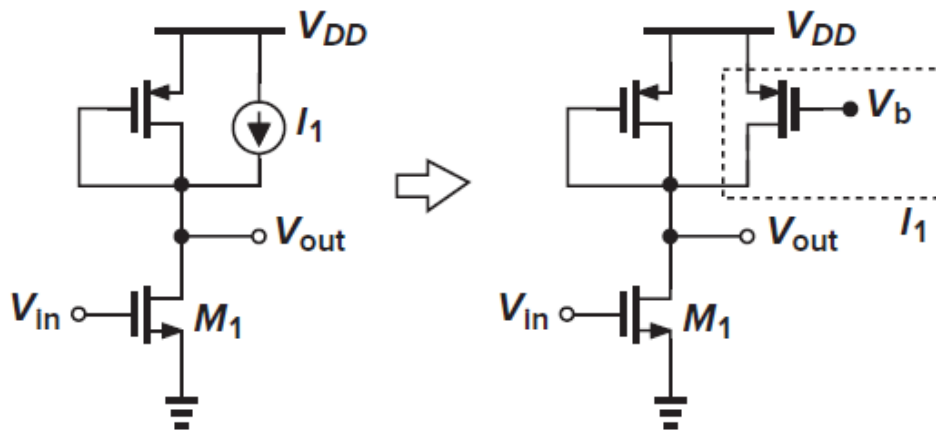 V_DD
I_1
V_out
V_in
M_1
V_DD
V_b
I_1
V_out
V_in
M_1